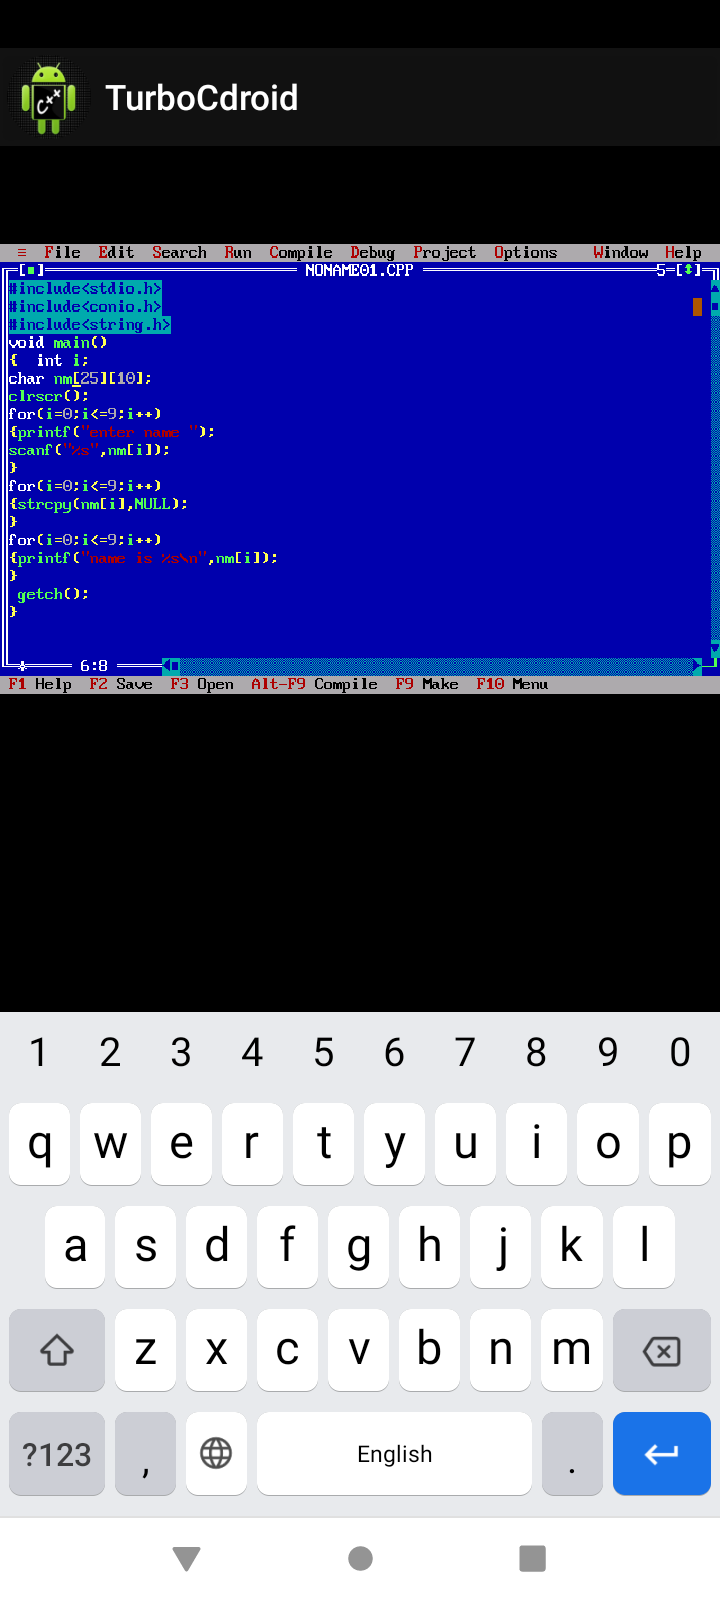 TurboCdroid
≡ File Edit Search Run Compile Debug Project Options Window Help
[■] NONAME01.CPP 5=[↕]
#include<stdio.h>
#include<conio.h>
#include<string.h>
void main()
{ int i;
char nm[25][10];
clrscr();
for(i=0;i<=9;i++)
{printf("enter name ");
scanf("%s",nm[i]);
}
for(i=0;i<=9;i++)
{strcpy(nm[i],NULL);
}
for(i=0;i<=9;i++)
{printf("name is %s\n",nm[i]);
}
getch();
}
6:8
F1 Help F2 Save F3 Open Alt-F9 Compile F9 Make F10 Menu
1 2 3 4 5 6 7 8 9 0
q w e r t y u i o p
a s d f g h j k l
z x c v b n m
?123 , English .